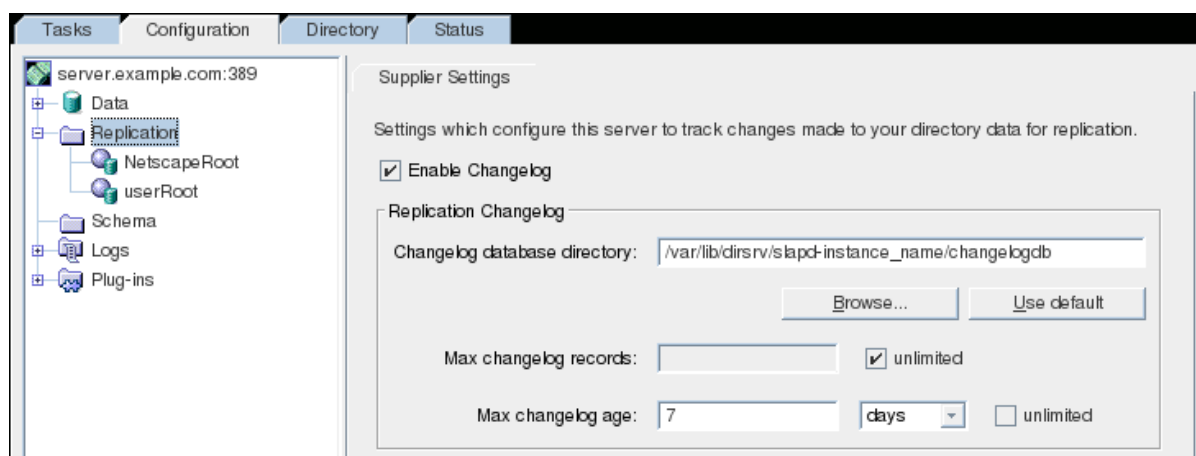 Tasks Configuration Directory Status
server.example.com:389
Data
Replication
NetscapeRoot
userRoot
Schema
Logs
Plug-ins
Supplier Settings
Settings which configure this server to track changes made to your directory data for replication.
Enable Changelog
Replication Changelog
Changelog database directory: /var/lib/dirsrv/slapd-instance_name/changelogdb
Browse... Use default
Max changelog records: unlimited
Max changelog age: 7 days unlimited